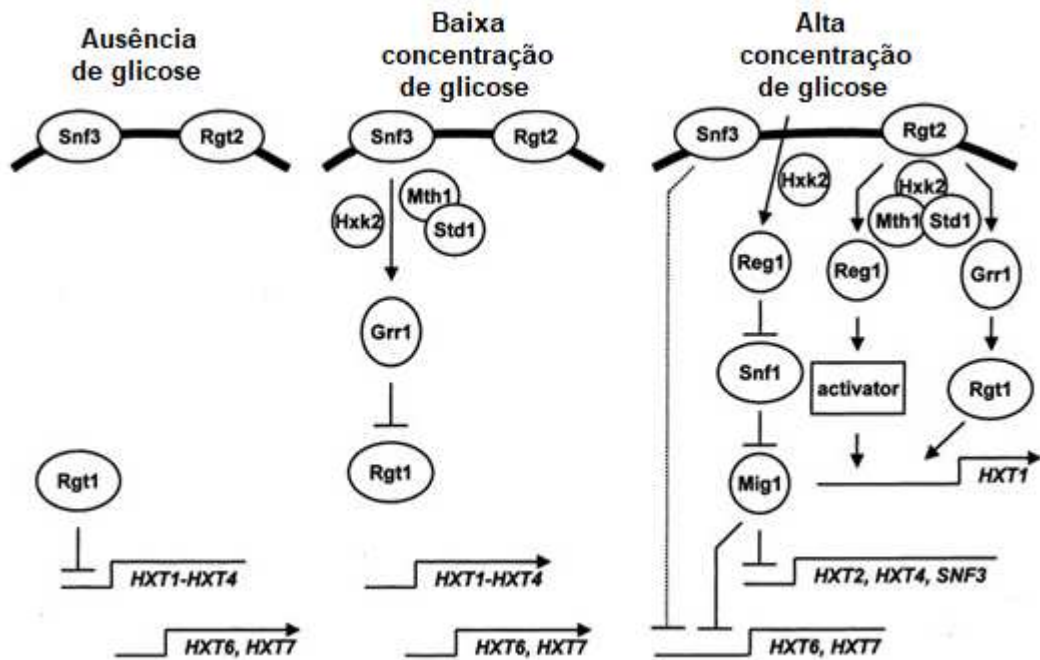 Ausência
de glicose
Snf3
Rgt2
Rgt1
HXT1-HXT4
HXT6, HXT7
Baixa
concentração
de glicose
Snf3
Rgt2
Hxk2
Mth1
Std1
Grr1
Rgt1
HXT1-HXT4
HXT6, HXT7
Alta
concentração
de glicose
Snf3
Rgt2
Hxk2
Hxk2
Mth1
Std1
Reg1
Reg1
Grr1
Snf1
activator
Rgt1
HXT1
Mig1
HXT2, HXT4, SNF3
HXT6, HXT7